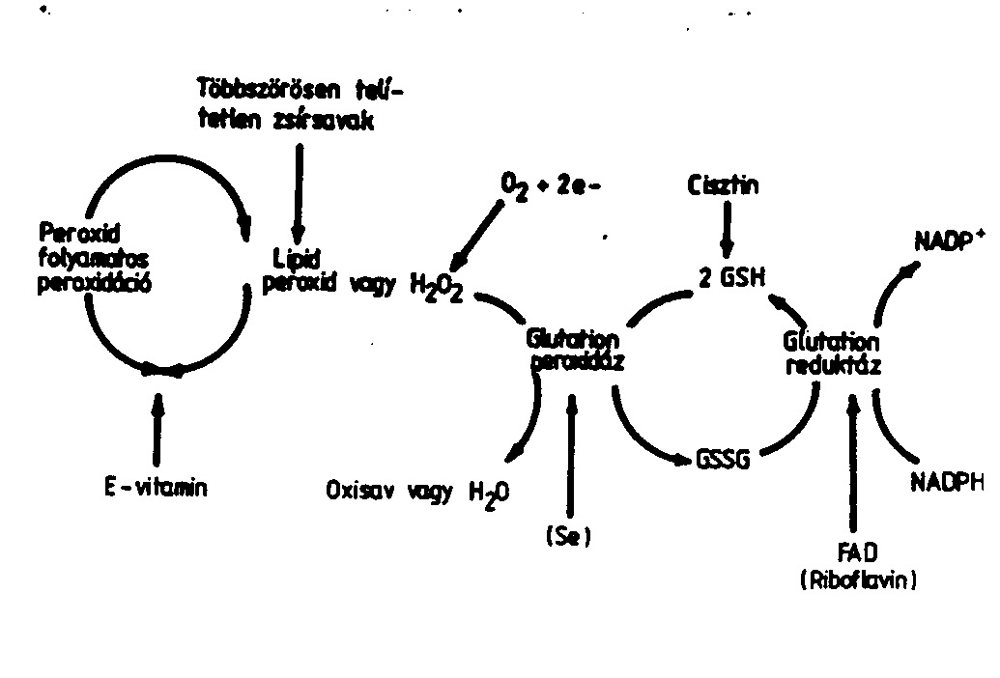 Többszörösen telí-
tetlen zsírsavak
O2 + 2e-
Cisztin
Peroxid
folyamatos
peroxidáció
Lipid
peroxid vagy H2O2
2 GSH
NADP+
Glutation
peroxidáz
Glutation
reduktáz
GSSG
E-vitamin
Oxisav vagy H2O
NADPH
(Se)
FAD
(Riboflavin)